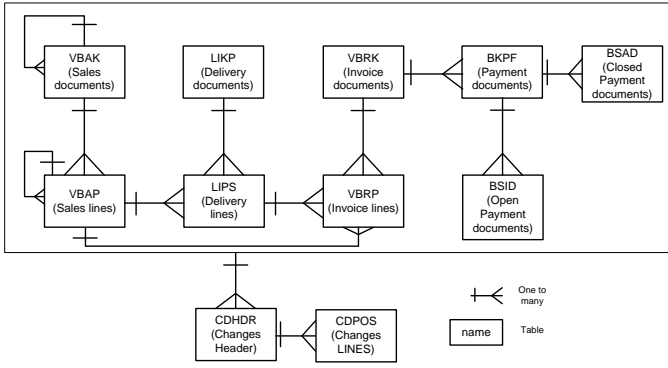 VBAK
(Sales
documents)
LIKP
(Delivery
documents)
VBRK
(Invoice
documents)
BKPF
(Payment
documents)
BSAD
(Closed
Payment
documents)
VBAP
(Sales lines)
LIPS
(Delivery
lines)
VBRP
(Invoice lines)
BSID
(Open
Payment
documents)
CDHDR
(Changes
Header)
CDPOS
(Changes
LINES)
One to
many
name
Table